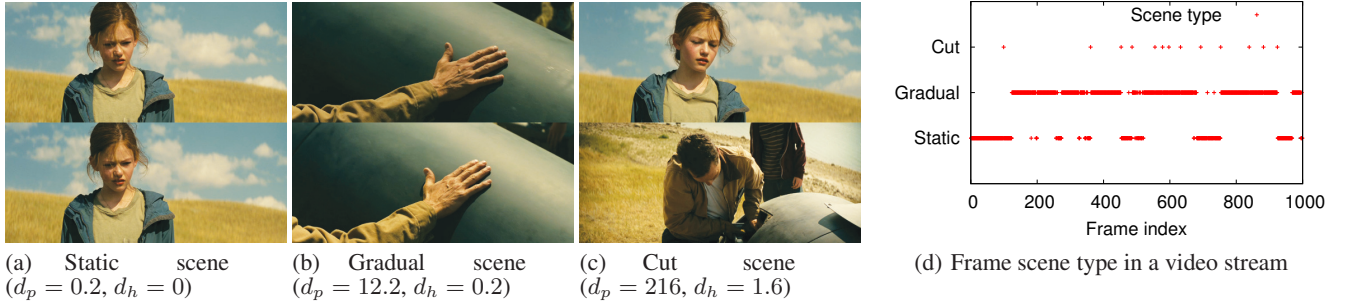 Scene type
Cut
Gradual
Static
0 200 400 600 800 1000
Frame index
(a) Static scene
(d_p = 0.2, d_h = 0)
(b) Gradual scene
(d_p = 12.2, d_h = 0.2)
(c) Cut scene
(d_p = 216, d_h = 1.6)
(d) Frame scene type in a video stream